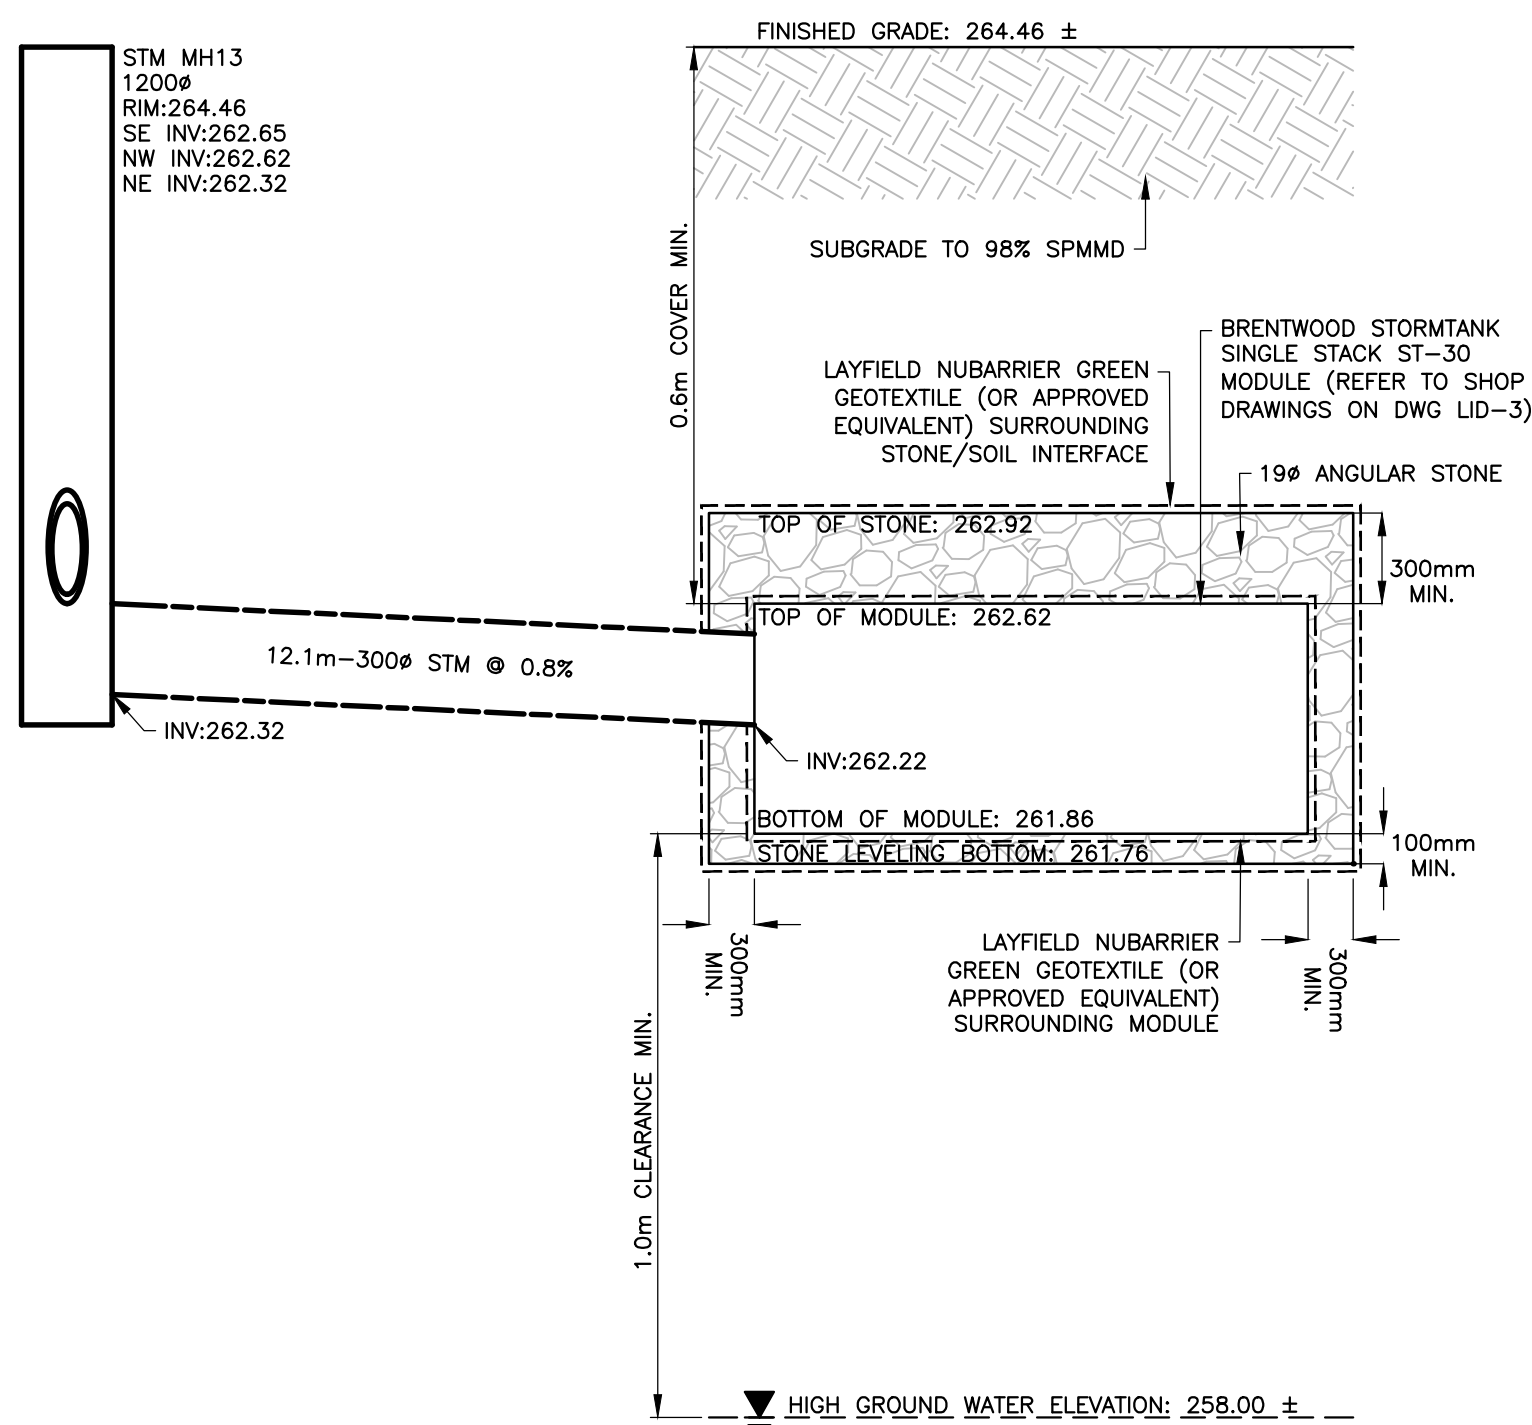 FINISHED GRADE: 264.46 ±
STM MH13
1200ø
RIM:264.46
SE INV:262.65
NW INV:262.62
NE INV:262.32
0.6m COVER MIN.
SUBGRADE TO 98% SPMMD
BRENTWOOD STORMTANK
SINGLE STACK ST-30
MODULE (REFER TO SHOP
DRAWINGS ON DWG LID-3)
LAYFIELD NUBARRIER GREEN
GEOTEXTILE (OR APPROVED
EQUIVALENT) SURROUNDING
STONE/SOIL INTERFACE
19ø ANGULAR STONE
TOP OF STONE: 262.92
300mm
MIN.
TOP OF MODULE: 262.62
12.1m-300ø STM @ 0.8%
INV:262.32
INV:262.22
BOTTOM OF MODULE: 261.86
STONE LEVELING BOTTOM: 261.76
100mm
MIN.
300mm
MIN.
LAYFIELD NUBARRIER
GREEN GEOTEXTILE (OR
APPROVED EQUIVALENT)
SURROUNDING MODULE
300mm
MIN.
1.0m CLEARANCE MIN.
HIGH GROUND WATER ELEVATION: 258.00 ±